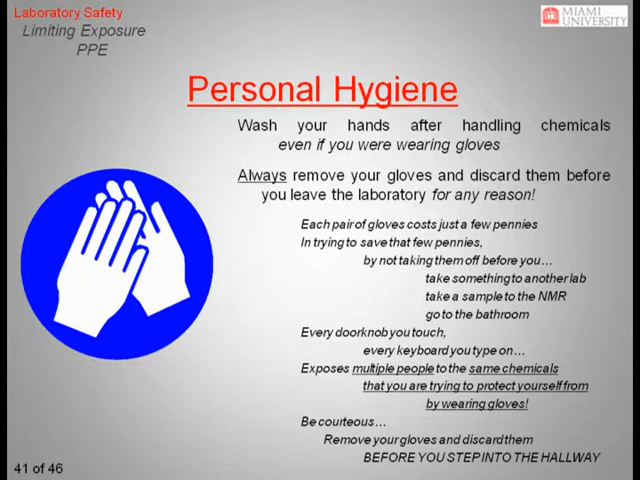 Laboratory Safety
Limiting Exposure
PPE
MIAMI
UNIVERSITY
Personal Hygiene
Wash your hands after handling chemicals
even if you were wearing gloves
Always remove your gloves and discard them before
you leave the laboratory for any reason!
Each pair of gloves costs just a few pennies
In trying to save that few pennies,
by not taking them off before you…
take something to another lab
take a sample to the NMR
go to the bathroom
Every doorknob you touch,
every keyboard you type on…
Exposes multiple people to the same chemicals
that you are trying to protect yourself from
by wearing gloves!
Be courteous…
Remove your gloves and discard them
BEFORE YOU STEP INTO THE HALLWAY
41 of 46